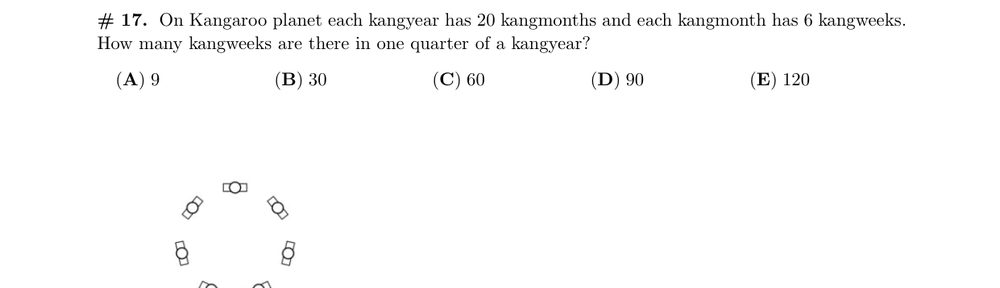 # 17. On Kangaroo planet each kangyear has 20 kangmonths and each kangmonth has 6 kangweeks.
How many kangweeks are there in one quarter of a kangyear?
(A) 9 (B) 30 (C) 60 (D) 90 (E) 120